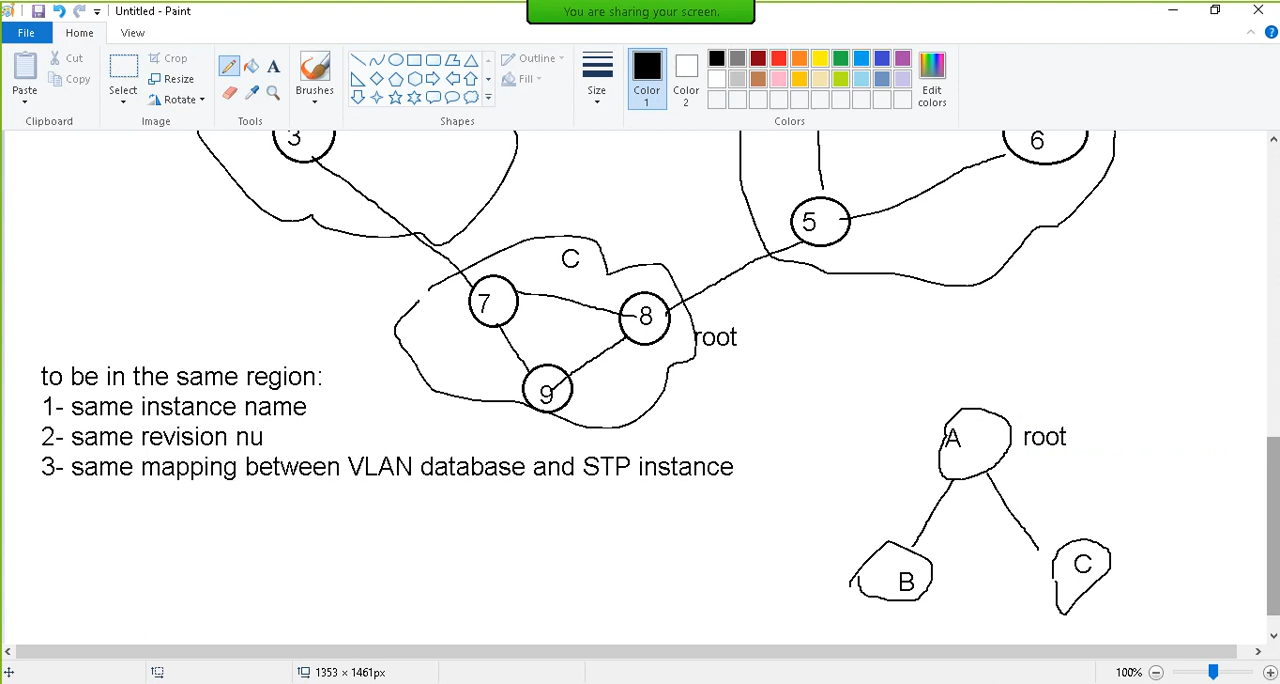 Untitled - Paint
You are sharing your screen.
File Home View
Paste
Cut
Copy
Clipboard
Select
Crop
Resize
Rotate
Image
A
Tools
Brushes
Outline
Fill
Shapes
Size
Color 1
Color 2
Edit colors
Colors
3
6
5
C
7
8
root
9
to be in the same region:
1- same instance name
2- same revision nu
3- same mapping between VLAN database and STP instance
A root
B
C
1353 × 1461px
100%